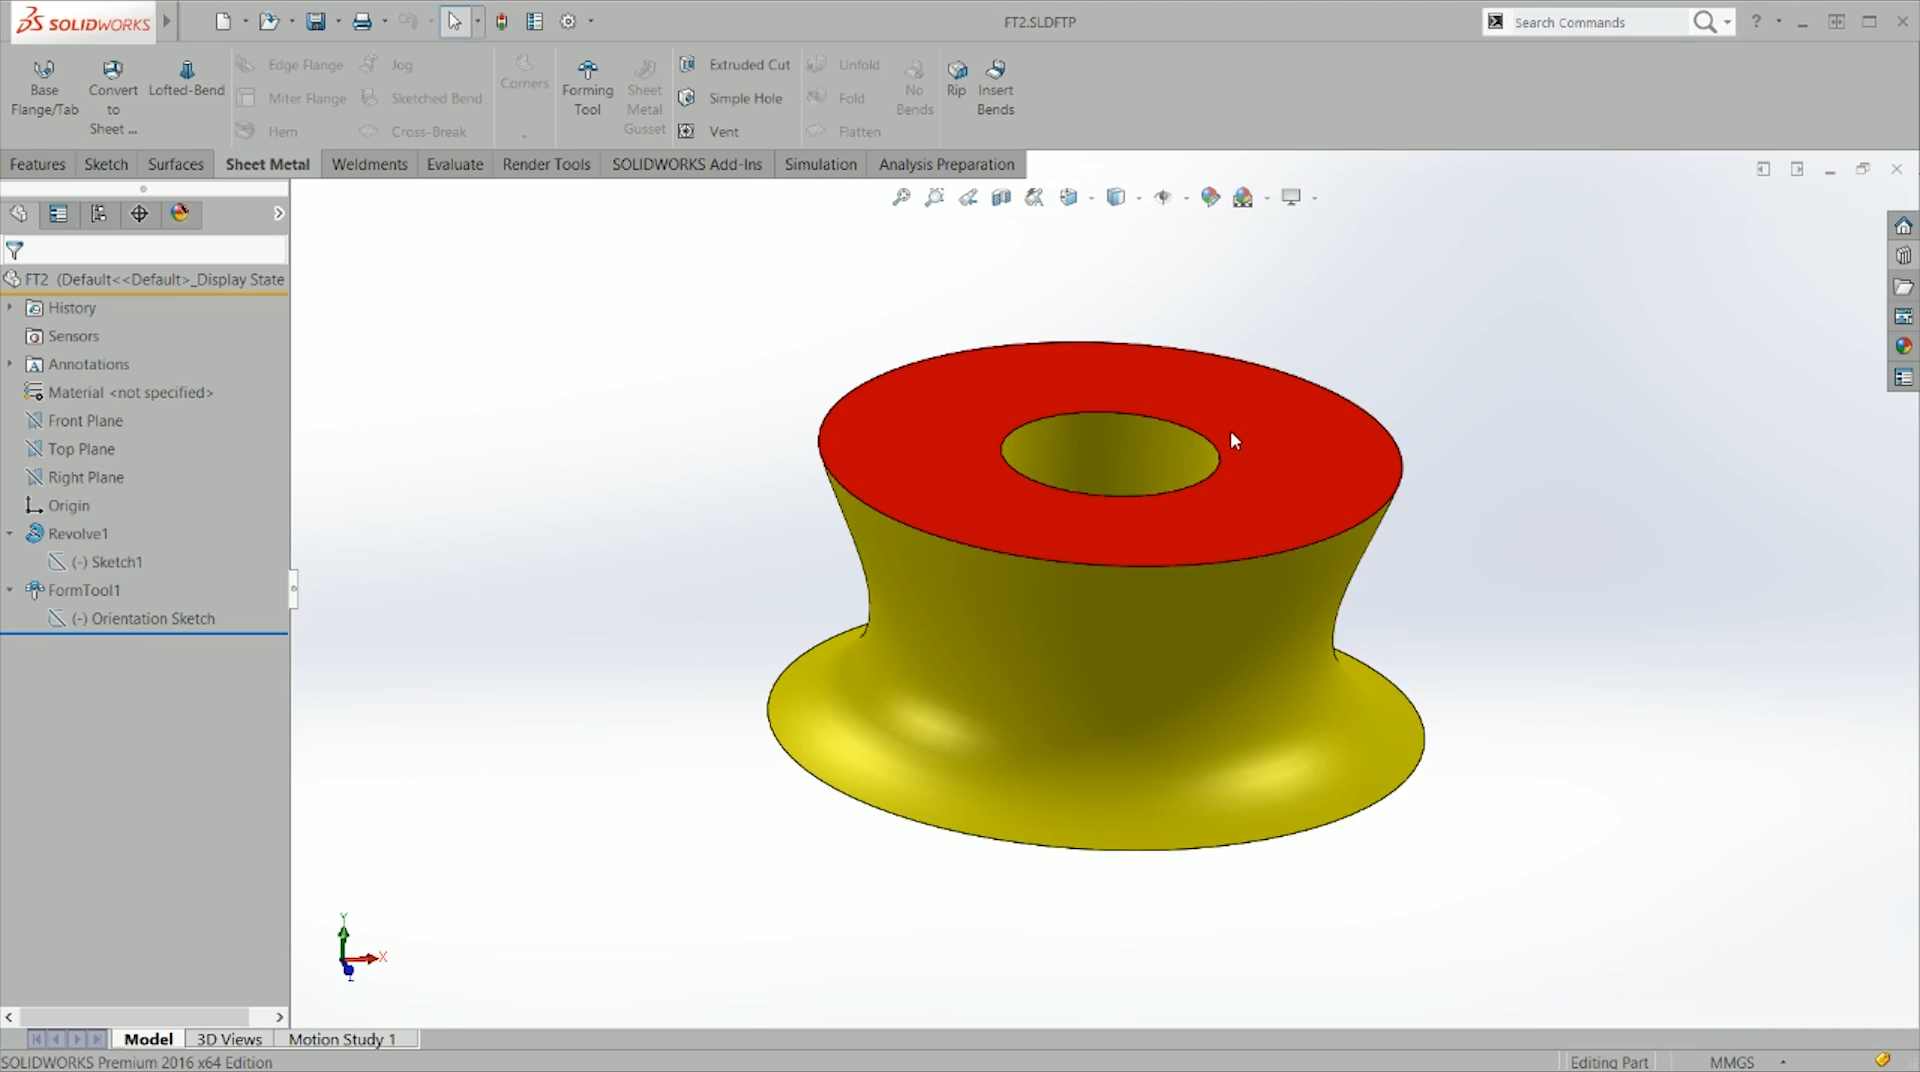 SOLIDWORKS
FT2.SLDFTP
Search Commands
?
Base Flange/Tab
Convert to Sheet ...
Lofted-Bend
Edge Flange
Miter Flange
Hem
Jog
Sketched Bend
Cross-Break
Corners
Forming Tool
Sheet Metal Gusset
Extruded Cut
Simple Hole
Vent
Unfold
Fold
Flatten
No Bends
Rip
Insert Bends
Features
Sketch
Surfaces
Sheet Metal
Weldments
Evaluate
Render Tools
SOLIDWORKS Add-Ins
Simulation
Analysis Preparation
FT2 (Default<<Default>_Display State
History
Sensors
Annotations
Material <not specified>
Front Plane
Top Plane
Right Plane
Origin
Revolve1
(-) Sketch1
FormTool1
(-) Orientation Sketch
Y
X
Z
Model
3D Views
Motion Study 1
SOLIDWORKS Premium 2016 x64 Edition
Editing Part
MMGS